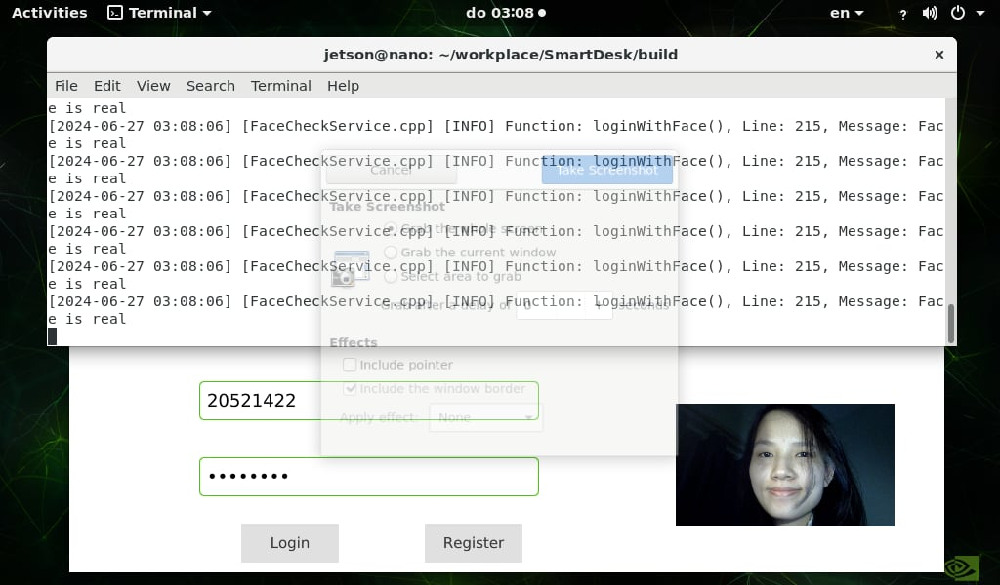 Activities
Terminal
do 03:08
en
?
jetson@nano: ~/workplace/SmartDesk/build
×
File Edit View Search Terminal Help
e is real
[2024-06-27 03:08:06] [FaceCheckService.cpp] [INFO] Function: loginWithFace(), Line: 215, Message: Fac
e is real
[2024-06-27 03:08:06] [FaceCheckService.cpp] [INFO] Function: loginWithFace(), Line: 215, Message: Fac
e is real
[2024-06-27 03:08:06] [FaceCheckService.cpp] [INFO] Function: loginWithFace(), Line: 215, Message: Fac
e is real
[2024-06-27 03:08:06] [FaceCheckService.cpp] [INFO] Function: loginWithFace(), Line: 215, Message: Fac
e is real
[2024-06-27 03:08:06] [FaceCheckService.cpp] [INFO] Function: loginWithFace(), Line: 215, Message: Fac
e is real
[2024-06-27 03:08:06] [FaceCheckService.cpp] [INFO] Function: loginWithFace(), Line: 215, Message: Fac
e is real
Cancel
Take Screenshot
Take Screenshot
Grab the whole screen
Grab the current window
Select area to grab
Grab after a delay of 0 + seconds
Effects
Include pointer
Include the window border
Apply effect: None
20521422
••••••••
Login
Register